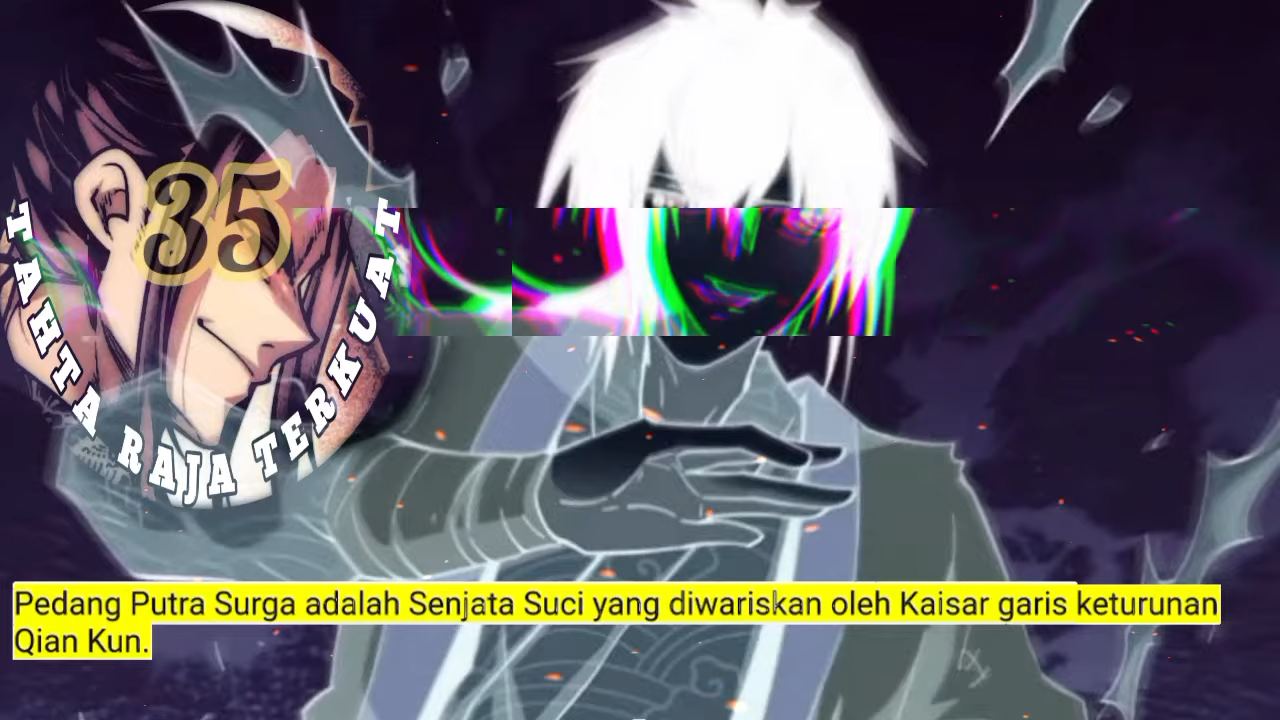 35
TAHTA RAJA TERKUAT
Pedang Putra Surga adalah Senjata Suci yang diwariskan oleh Kaisar garis keturunan
Qian Kun.